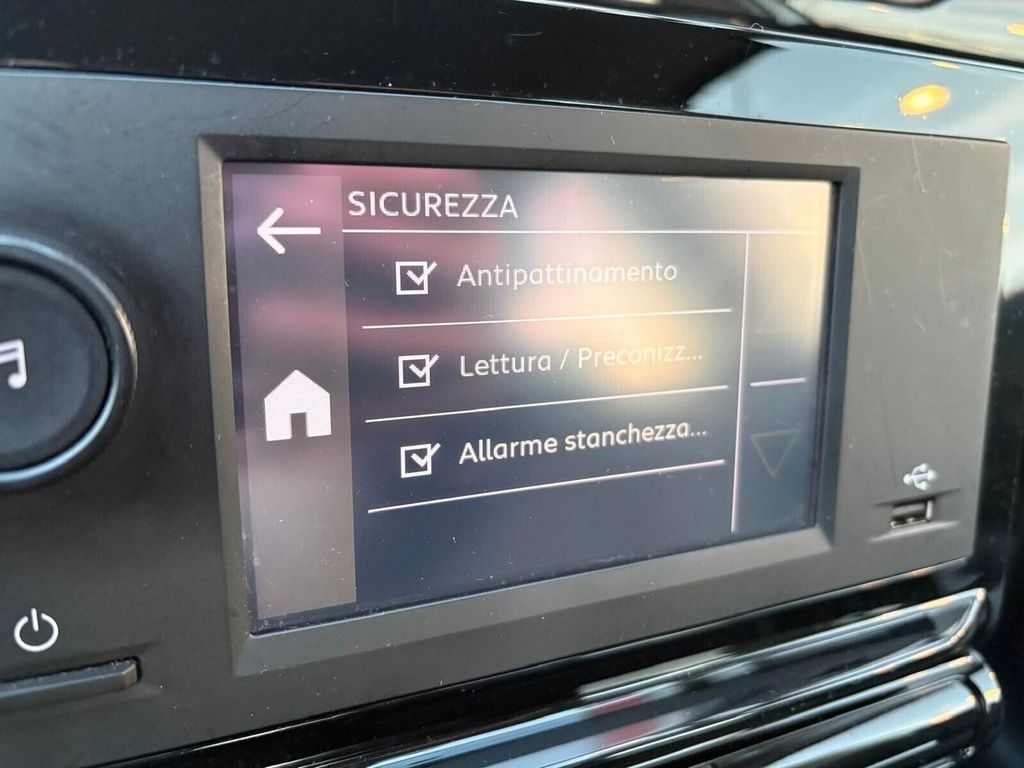 SICUREZZA
Antipattinamento
Lettura / Preconizz...
Allarme stanchezza...